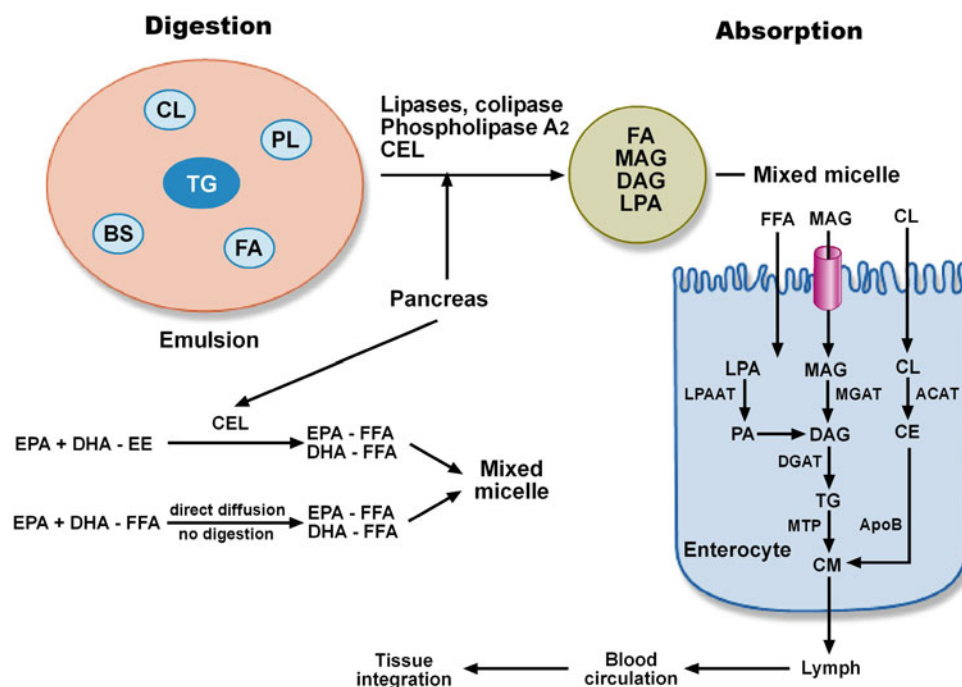 Digestion
Absorption
CL
PL
TG
BS
FA
Emulsion
Lipases, colipase
Phospholipase A2
CEL
Pancreas
FA
MAG
DAG
LPA
Mixed micelle
FFA
MAG
CL
LPA
MAG
CL
LPAAT
MGAT
ACAT
PA
DAG
CE
DGAT
TG
MTP
ApoB
Enterocyte
CM
CEL
EPA + DHA - EE
EPA - FFA
DHA - FFA
Mixed
micelle
EPA + DHA - FFA
direct diffusion
no digestion
EPA - FFA
DHA - FFA
Tissue
integration
Blood
circulation
Lymph